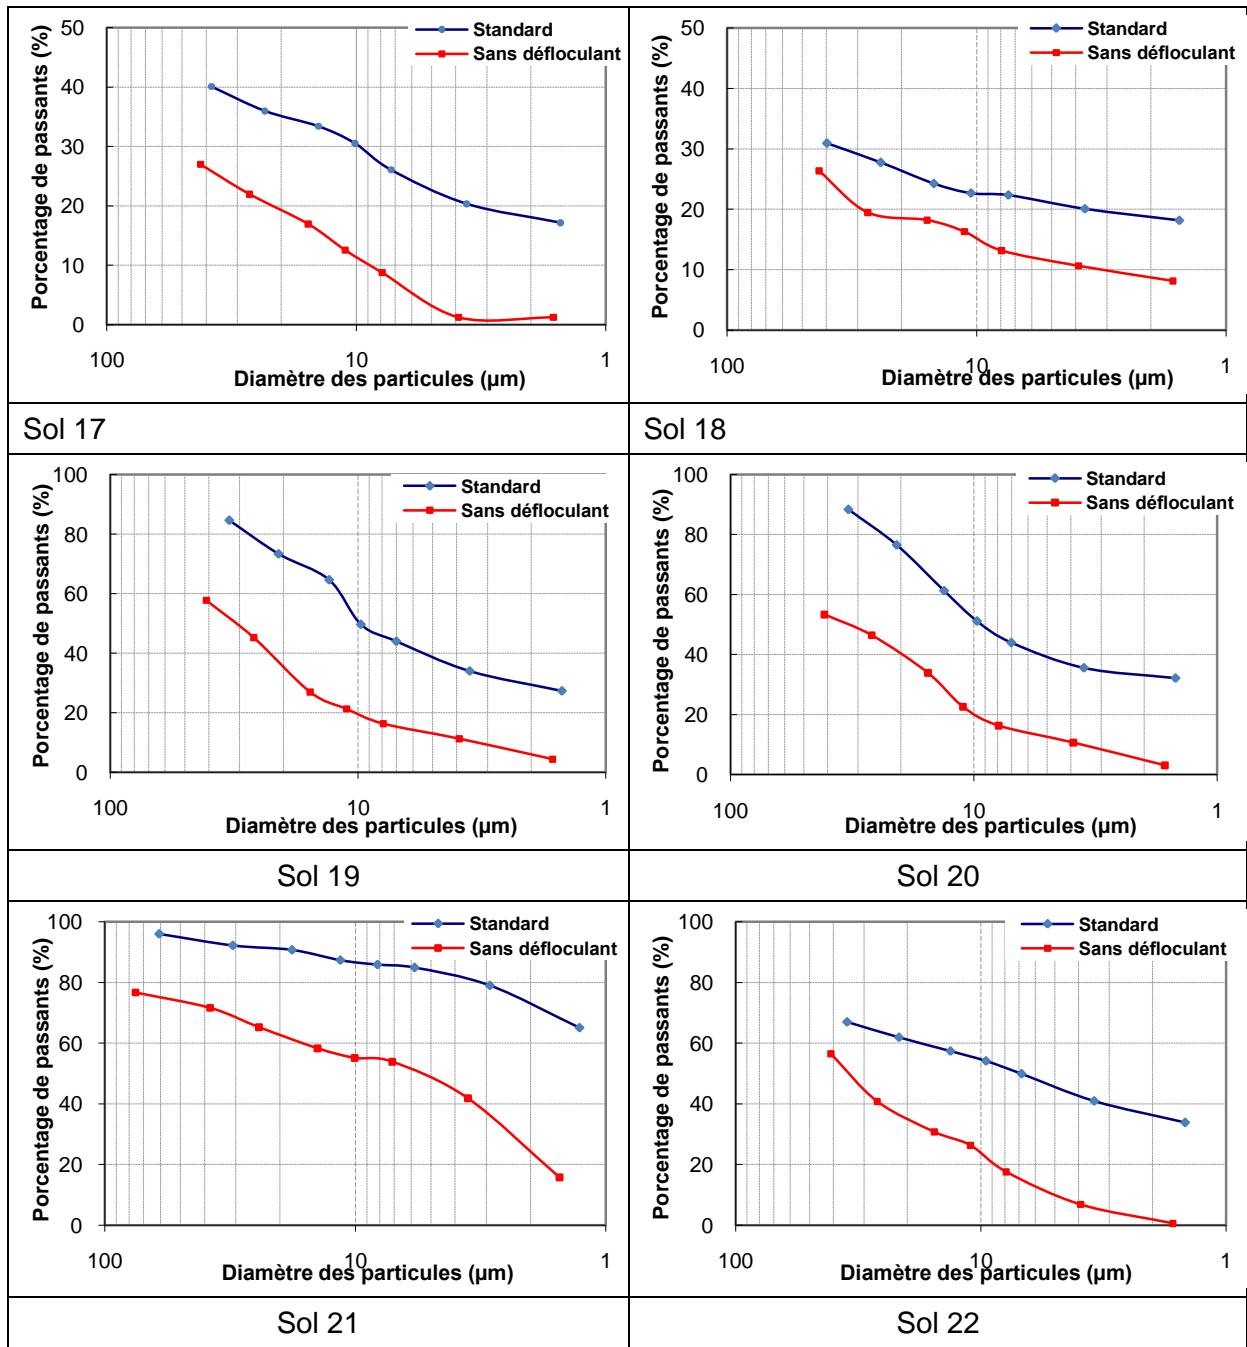 50
40
30
20
10
0
Porcentage de passants (%)
Standard
Sans défloculant
100
10
1
Diamètre des particules (µm)
50
40
30
20
10
0
Porcentage de passants (%)
Standard
Sans défloculant
100
10
1
Diamètre des particules (µm)
Sol 17
Sol 18
100
80
60
40
20
0
Porcentage de passants (%)
Standard
Sans défloculant
100
10
1
Diamètre des particules (µm)
100
80
60
40
20
0
Porcentage de passants (%)
Standard
Sans défloculant
100
10
1
Diamètre des particules (µm)
Sol 19
Sol 20
100
80
60
40
20
0
Porcentage de passants (%)
Standard
Sans défloculant
100
10
1
Diamètre des particules (µm)
100
80
60
40
20
0
Porcentage de passants (%)
Standard
Sans défloculant
100
10
1
Diamètre des particules (µm)
Sol 21
Sol 22